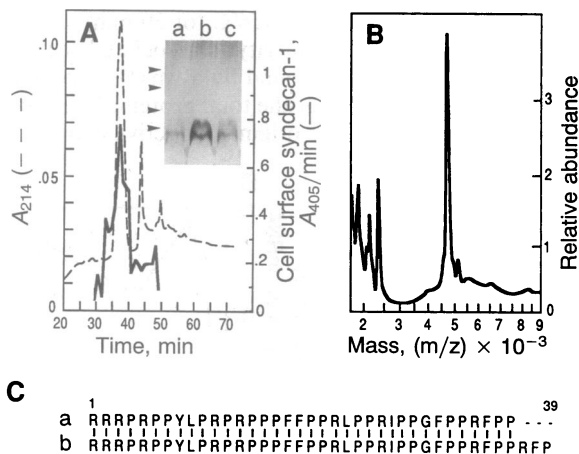 A
a b c
.10
.05
0
A214 (- - -)
20 30 40 50 60 70
Time, min
1
.8
.6
.4
.2
0
Cell surface syndecan-1,
A405/min (—)
B
3
2
1
0
Relative abundance
2 3 4 5 6 7 8 9
Mass, (m/z) × 10-3
C
1 39
a RRRPRPPYLPRPRPPPFFPPRLPPRIPPGFPPRFPP - - -
b RRRPRPPYLPRPRPPPFFPPRLPPRIPPGFPPRFPPRFP